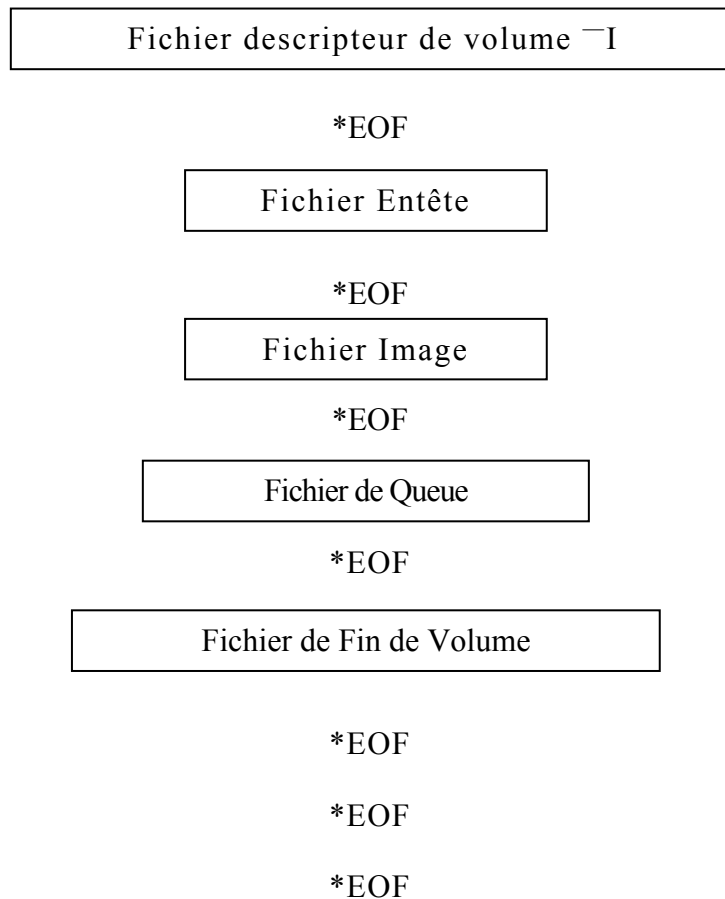 Fichier descripteur de volume —I
*EOF
Fichier Entête
*EOF
Fichier Image
*EOF
Fichier de Queue
*EOF
Fichier de Fin de Volume
*EOF
*EOF
*EOF